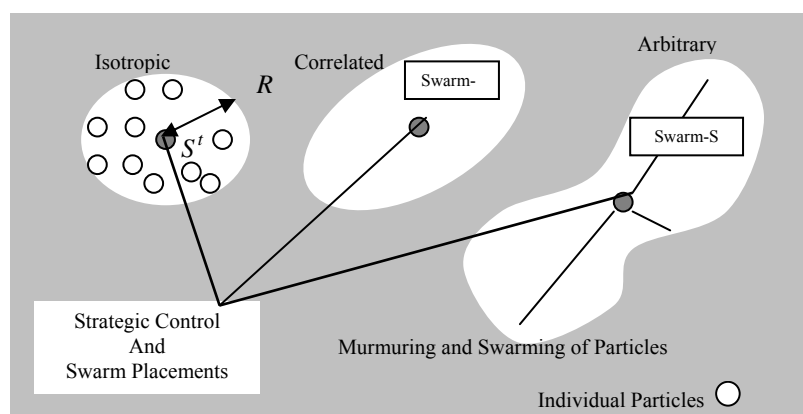 Isotropic
Correlated
Arbitrary
Swarm-
R
S^t
Swarm-S
Strategic Control
And
Swarm Placements
Murmuring and Swarming of Particles
Individual Particles